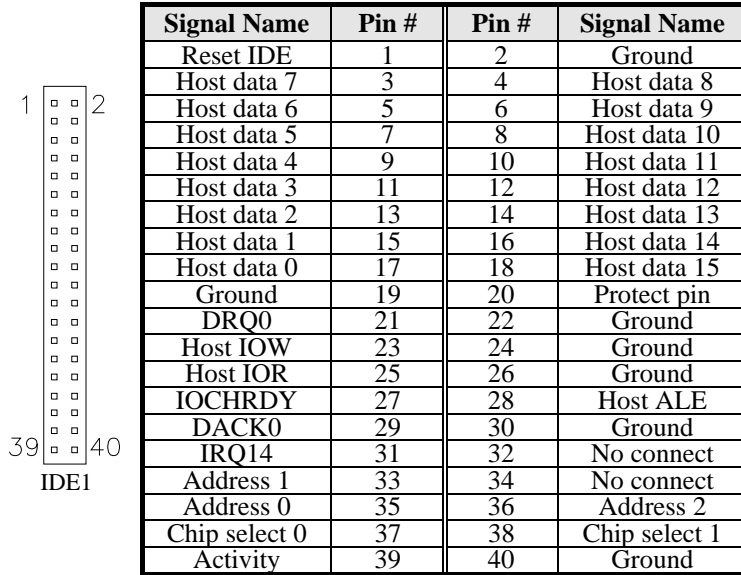 1 2
39 40
IDE1
Signal Name Pin # Pin # Signal Name
Reset IDE 1 2 Ground
Host data 7 3 4 Host data 8
Host data 6 5 6 Host data 9
Host data 5 7 8 Host data 10
Host data 4 9 10 Host data 11
Host data 3 11 12 Host data 12
Host data 2 13 14 Host data 13
Host data 1 15 16 Host data 14
Host data 0 17 18 Host data 15
Ground 19 20 Protect pin
DRQ0 21 22 Ground
Host IOW 23 24 Ground
Host IOR 25 26 Ground
IOCHRDY 27 28 Host ALE
DACK0 29 30 Ground
IRQ14 31 32 No connect
Address 1 33 34 No connect
Address 0 35 36 Address 2
Chip select 0 37 38 Chip select 1
Activity 39 40 Ground